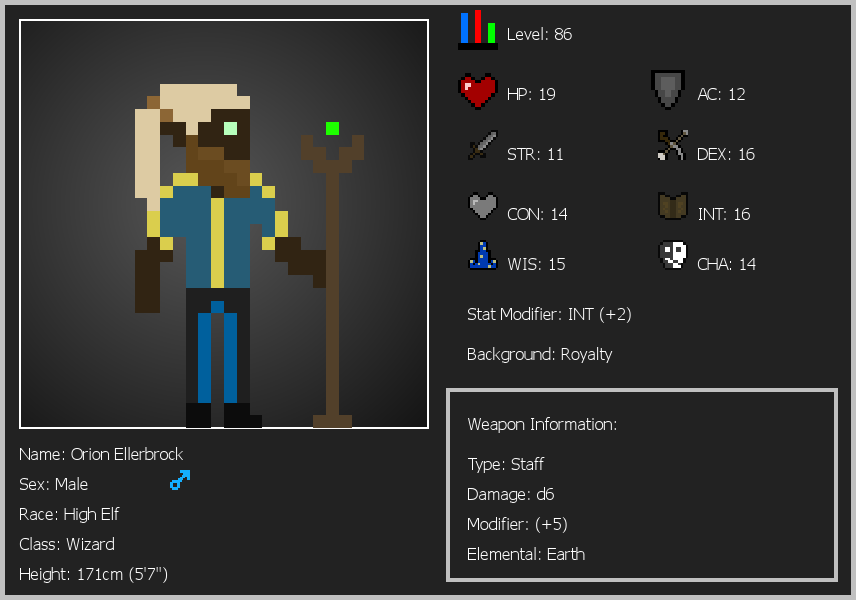 Level: 86
HP: 19
AC: 12
STR: 11
DEX: 16
CON: 14
INT: 16
WIS: 15
CHA: 14
Stat Modifier: INT (+2)
Background: Royalty
Weapon Information:
Type: Staff
Damage: d6
Modifier: (+5)
Elemental: Earth
Name: Orion Ellerbrock
Sex: Male
Race: High Elf
Class: Wizard
Height: 171cm (5'7")